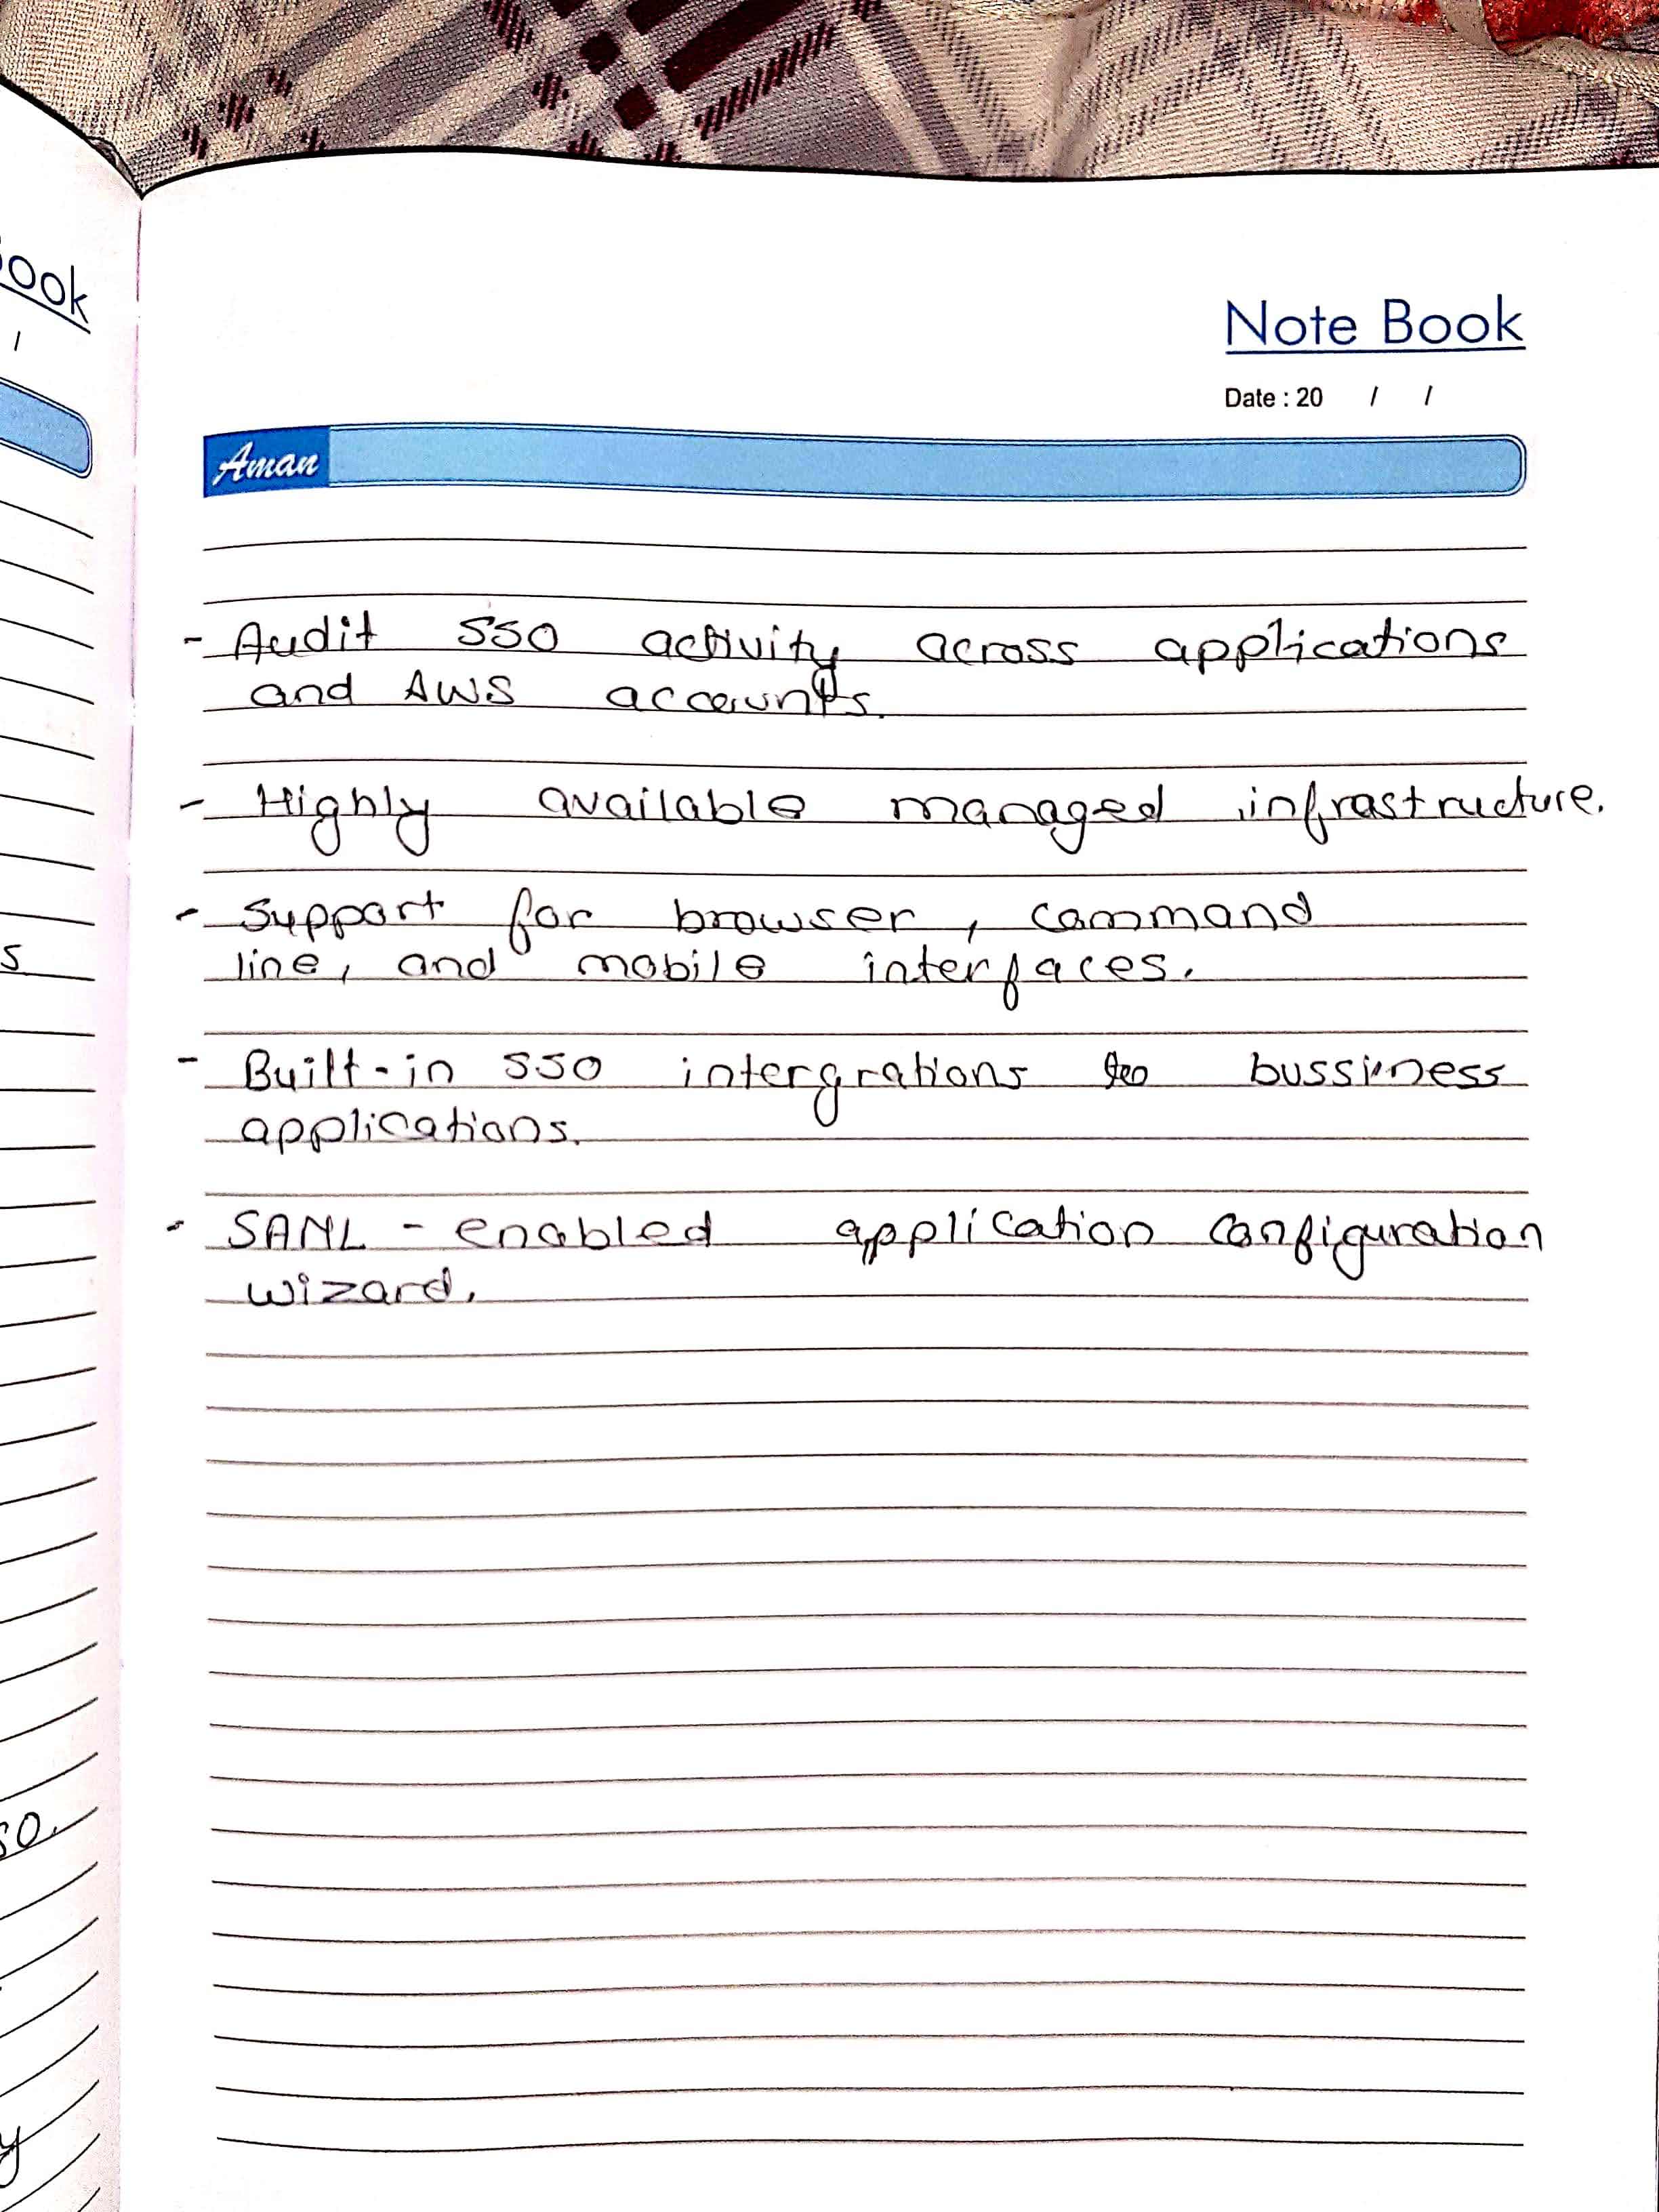 ook
/
Note Book
Date : 20 / /
Aman
- Audit SSO activity across applications
and AWS accounts.
- Highly available managed infrastructure.
- Support for browser, command
line, and mobile interfaces.
- Built-in SSO intergrations to bussiness
applications.
- SAML - enabled application configuration
wizard.
s
so.
y